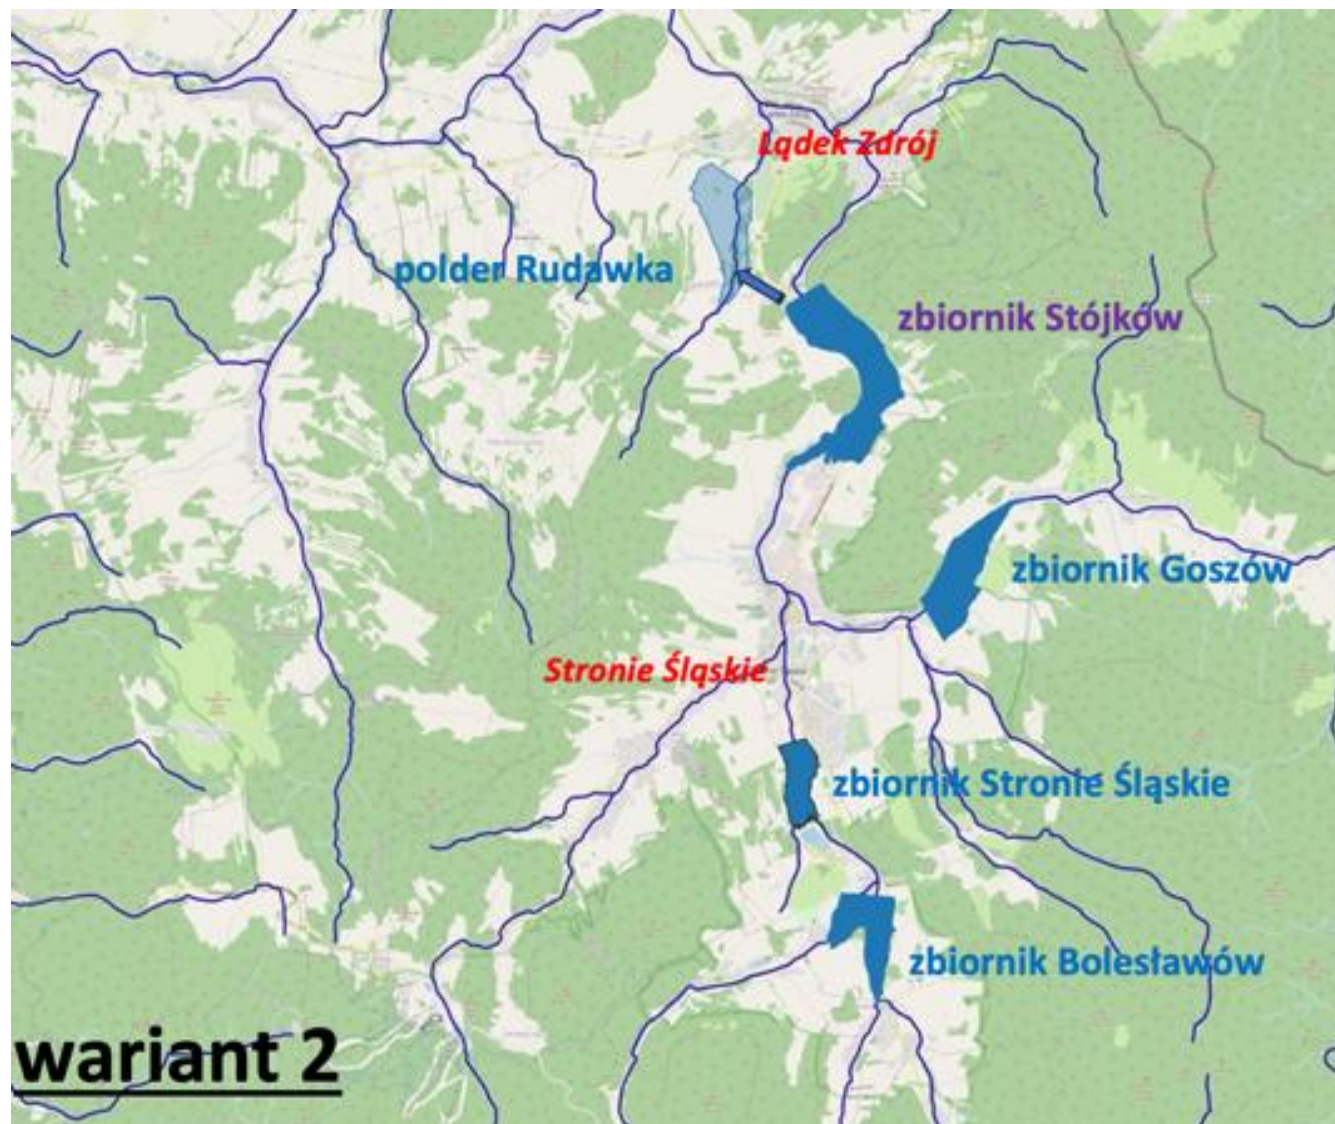 Lądek Zdrój
polder Rudawka
zbiornik Stójków
zbiornik Goszów
Stronie Śląskie
zbiornik Stronie Śląskie
zbiornik Bolesławów
wariant 2